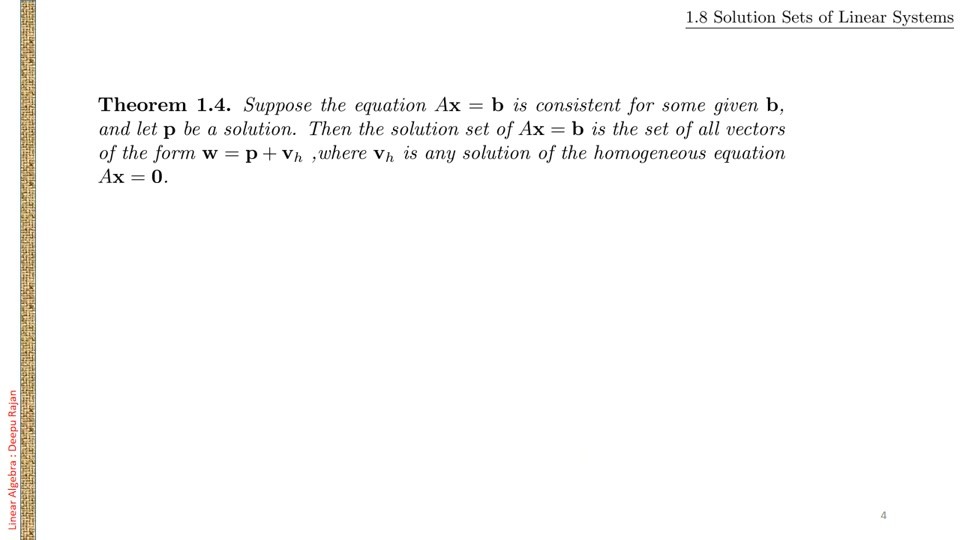 1.8 Solution Sets of Linear Systems
Theorem 1.4. Suppose the equation Ax = b is consistent for some given b,
and let p be a solution. Then the solution set of Ax = b is the set of all vectors
of the form w = p + vₕ ,where vₕ is any solution of the homogeneous equation
Ax = 0.
Linear Algebra : Deepu Rajan
4